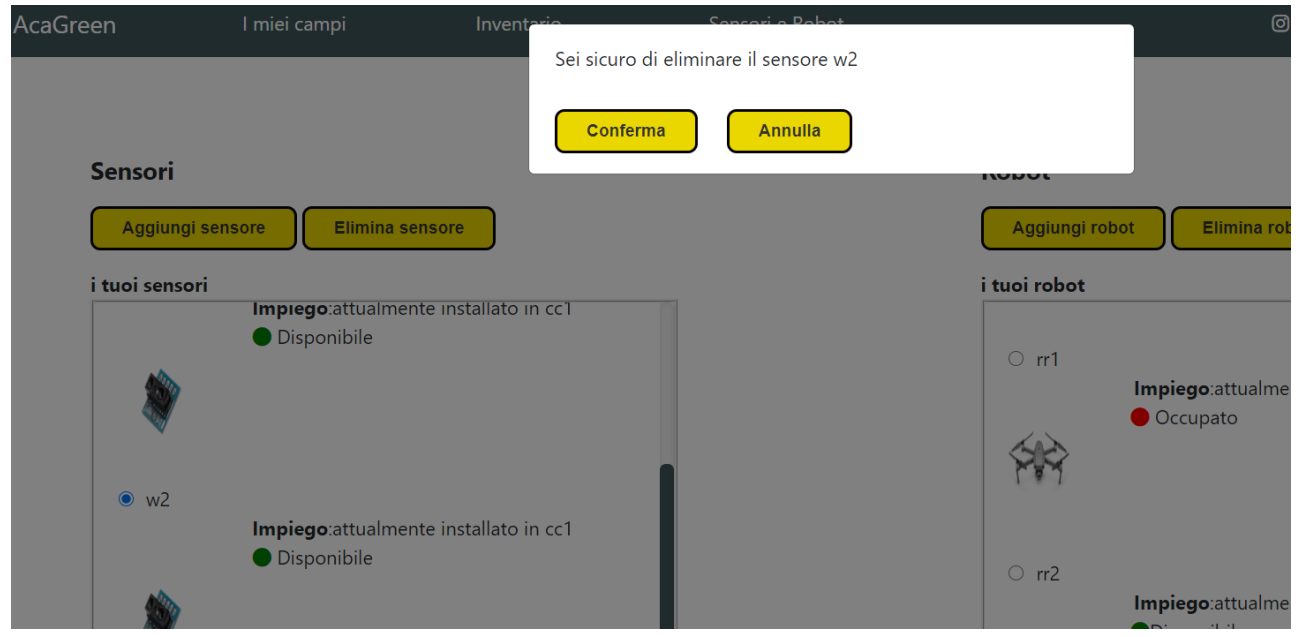 AcaGreen I miei campi Inventario Sensori e Robot
Sei sicuro di eliminare il sensore w2
Conferma Annulla
Sensori
Robot
Aggiungi sensore Elimina sensore
Aggiungi robot Elimina rob
i tuoi sensori
i tuoi robot
Impiego:attualmente installato in cc1
Disponibile
w2
Impiego:attualmente installato in cc1
Disponibile
rr1
Impiego:attualme
Occupato
rr2
Impiego:attualme
Disponibile